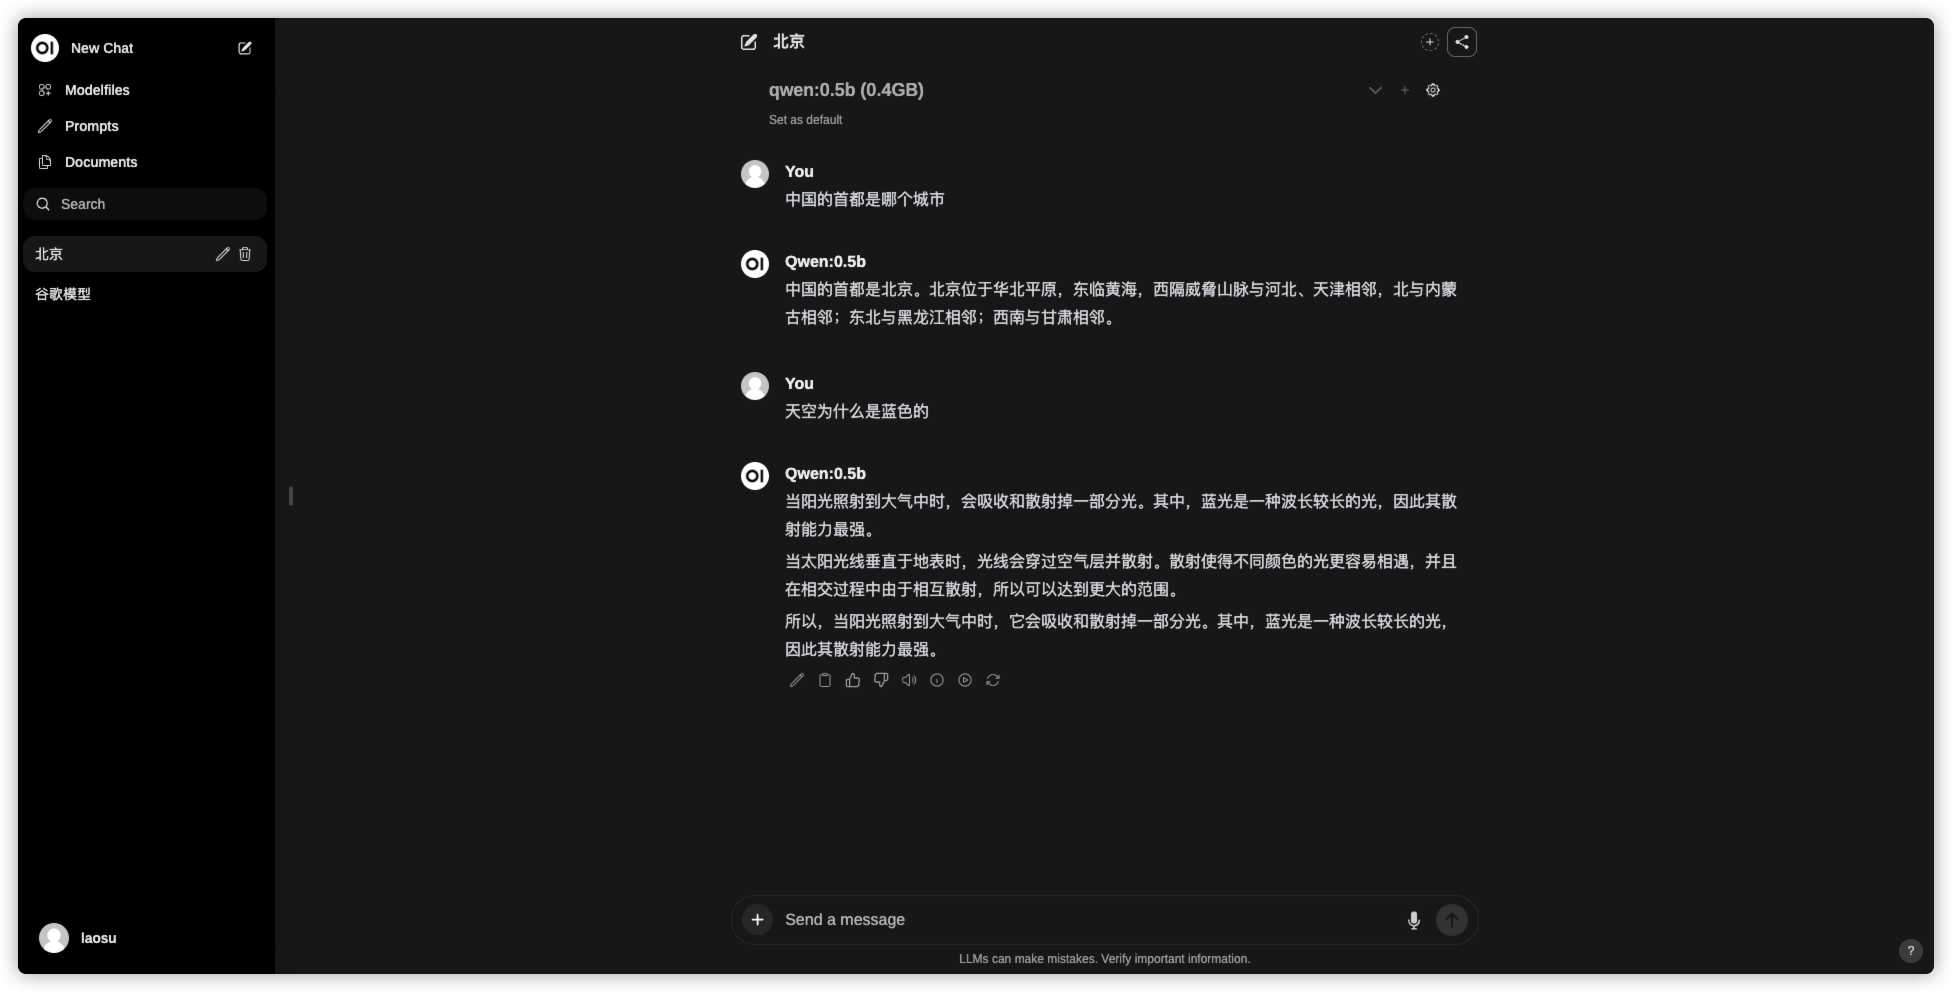 OI New Chat
Modelfiles
Prompts
Documents
Search
北京
谷歌模型
laosu
北京
qwen:0.5b (0.4GB)
Set as default
You
中国的首都是哪个城市
OI Qwen:0.5b
中国的首都是北京。北京位于华北平原，东临黄海，西隔威脅山脉与河北、天津相邻，北与内蒙
古相邻；东北与黑龙江相邻；西南与甘肃相邻。
You
天空为什么是蓝色的
OI Qwen:0.5b
当阳光照射到大气中时，会吸收和散射掉一部分光。其中，蓝光是一种波长较长的光，因此其散
射能力最强。
当太阳光线垂直于地表时，光线会穿过空气层并散射。散射使得不同颜色的光更容易相遇，并且
在相交过程中由于相互散射，所以可以达到更大的范围。
所以，当阳光照射到大气中时，它会吸收和散射掉一部分光。其中，蓝光是一种波长较长的光，
因此其散射能力最强。
Send a message
LLMs can make mistakes. Verify important information.
?